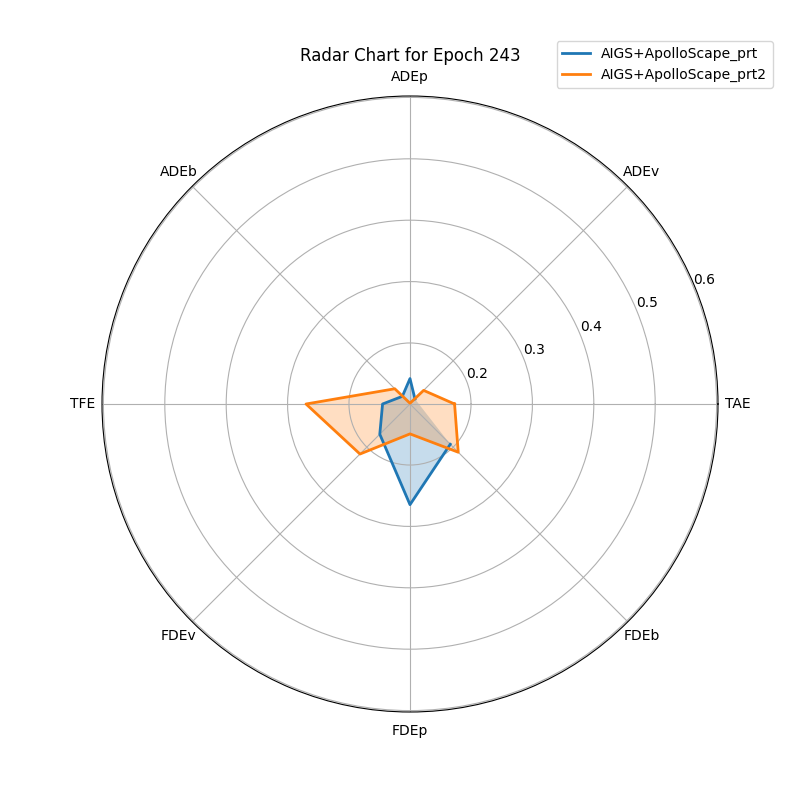 Radar Chart for Epoch 243
AIGS+ApolloScape_prt
AIGS+ApolloScape_prt2
ADEp
ADEb
ADEv
0.6
0.5
0.4
0.3
0.2
TFE
TAE
FDEv
FDEb
FDEp